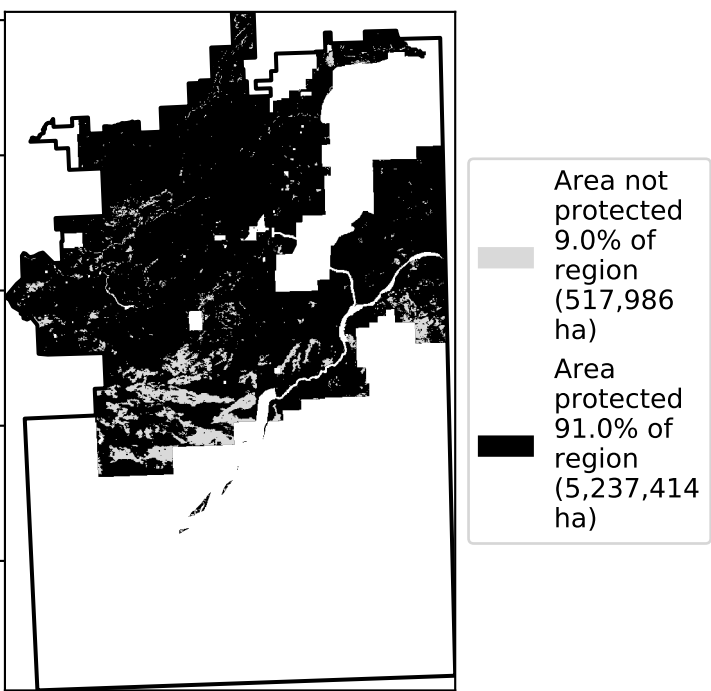 Area not
protected
9.0% of
region
(517,986
ha)
Area
protected
91.0% of
region
(5,237,414
ha)